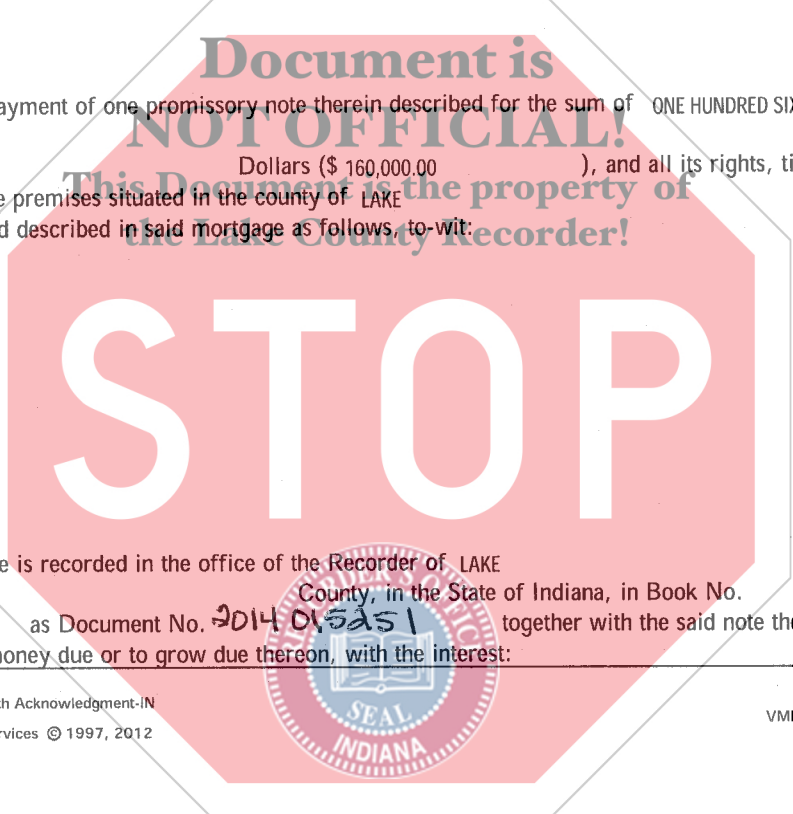 Document is
ayment of one promissory note therein described for the sum of ONE HUNDRED SIX
NOT OFFICIAL!
Dollars ($ 160,000.00 ), and all its rights, ti
This Document is the property of
e premises situated in the county of LAKE
d described in said mortgage as follows, to-wit:
the Lake County Recorder!
STOP
e is recorded in the office of the Recorder of LAKE
County, in the State of Indiana, in Book No.
as Document No. 2014 015251 together with the said note the
noney due or to grow due thereon, with the interest:
RECORDER'S OFFICE
SEAL
INDIANA
h Acknowledgment-IN
VM
rvices © 1997, 2012